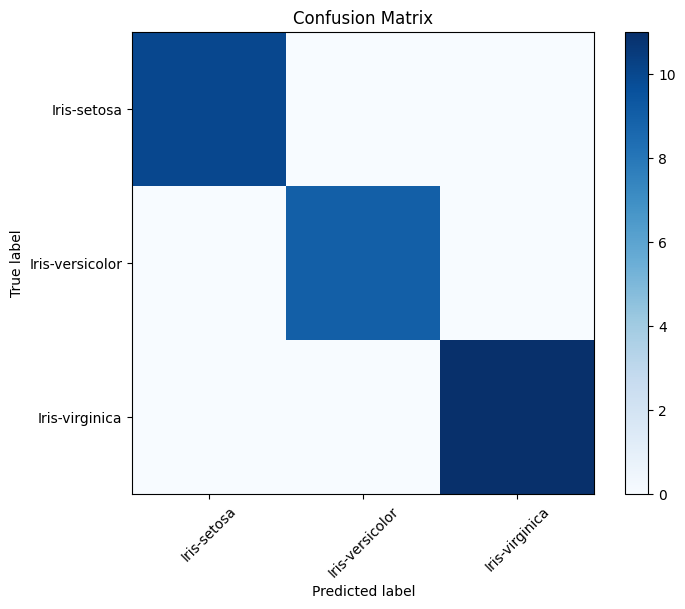 Confusion Matrix
True label
Iris-setosa
Iris-versicolor
Iris-virginica
Iris-setosa
Iris-versicolor
Iris-virginica
Predicted label
10
8
6
4
2
0